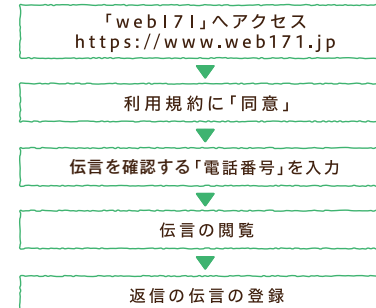 「web171」へアクセス
https://www.web171.jp
利用規約に「同意」
伝言を確認する「電話番号」を入力
伝言の閲覧
返信の伝言の登録